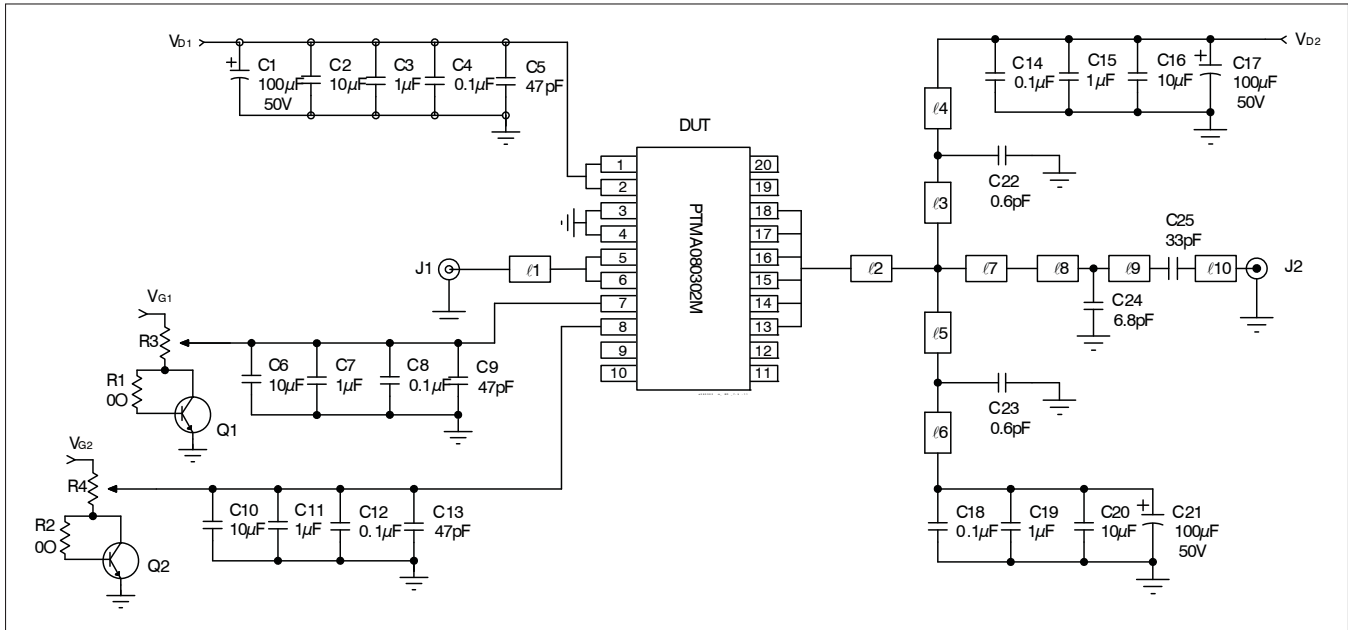 VD1
C1
100µF
50V
C2
10µF
C3
1µF
C4
0.1µF
C5
47pF
VD2
C14
0.1µF
C15
1µF
C16
10µF
C17
100µF
50V
+
+
ℓ4
DUT
C22
0.6pF
ℓ3
1
2
3
4
5
6
7
8
9
10
PTMA080302M
20
19
18
17
16
15
14
13
12
11
J1
ℓ1
ℓ2
ℓ7
ℓ8
ℓ9
C25
33pF
ℓ10
J2
C24
6.8pF
VG1
R3
R1
0O
Q1
C6
10µF
C7
1µF
C8
0.1µF
C9
47pF
ℓ5
C23
0.6pF
ℓ6
VG2
R4
R2
0O
Q2
C10
10µF
C11
1µF
C12
0.1µF
C13
47pF
C18
0.1µF
C19
1µF
C20
10µF
+
C21
100µF
50V